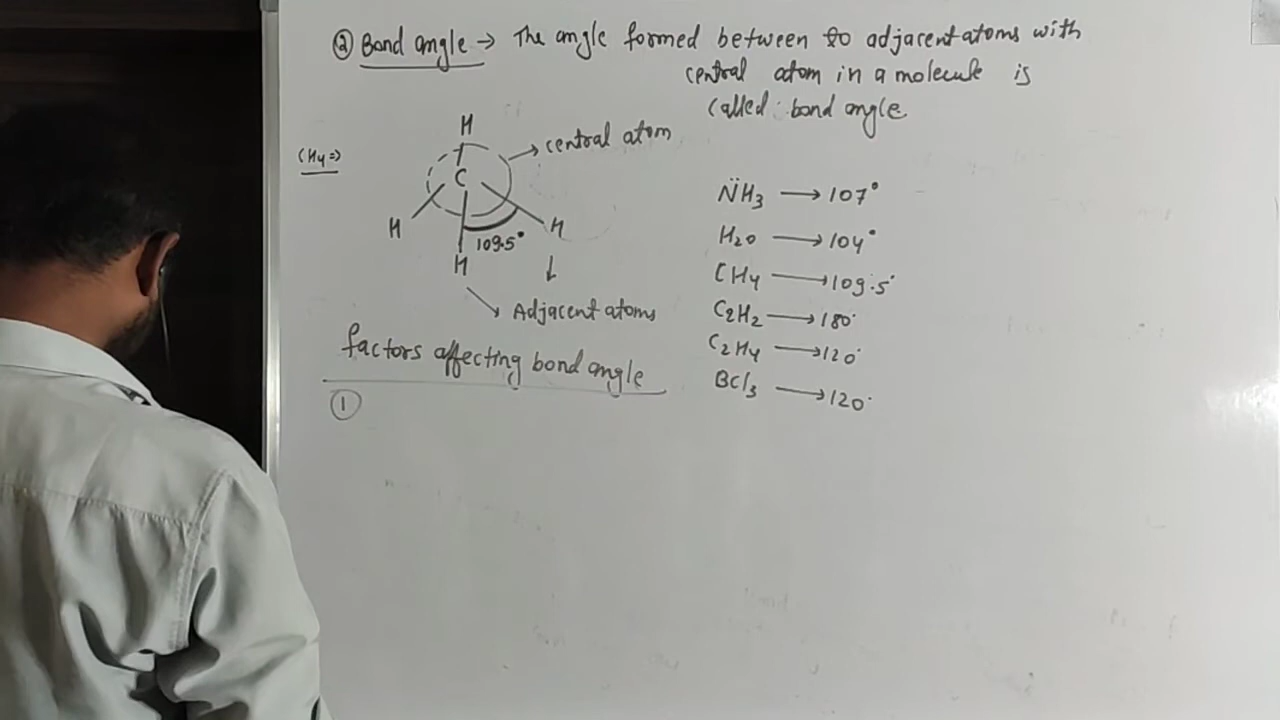 ② Bond angle → The angle formed between to adjacent atoms with
central atom in a molecule is
called bond angle
CH4 ⇒
H
C
H
H
H
109.5°
→ central atom
Adjacent atoms
N̈H3 → 107°
H2O → 104°
CH4 → 109.5°
C2H2 → 180°
C2H4 → 120°
BCl3 → 120°
factors affecting bond angle
①